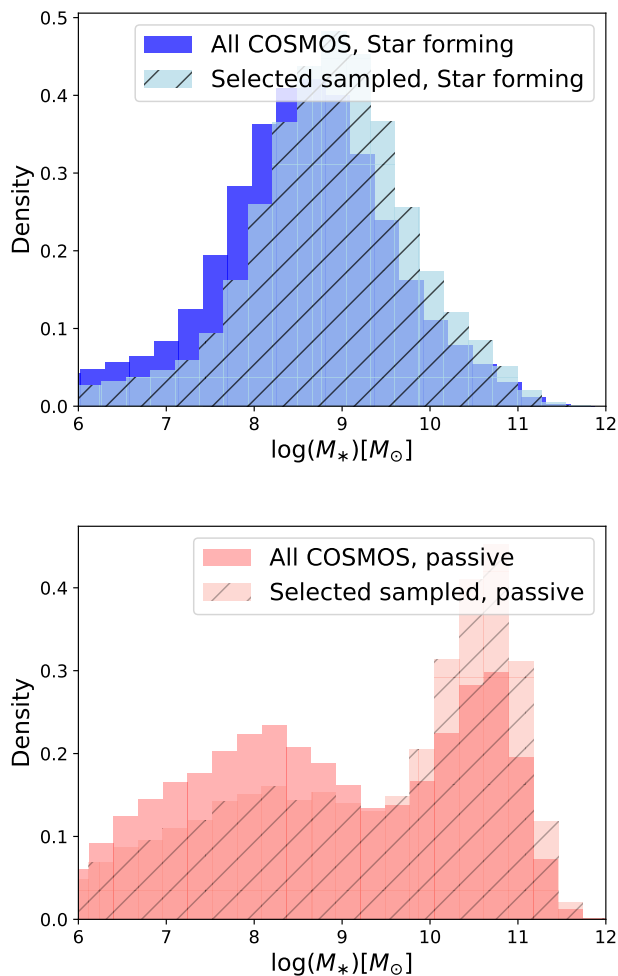 0.5
0.4
0.3
0.2
0.1
0.0
Density
All COSMOS, Star forming
Selected sampled, Star forming
6 7 8 9 10 11 12
log(M∗)[M⊙]
0.4
0.3
0.2
0.1
0.0
Density
All COSMOS, passive
Selected sampled, passive
6 7 8 9 10 11 12
log(M∗)[M⊙]